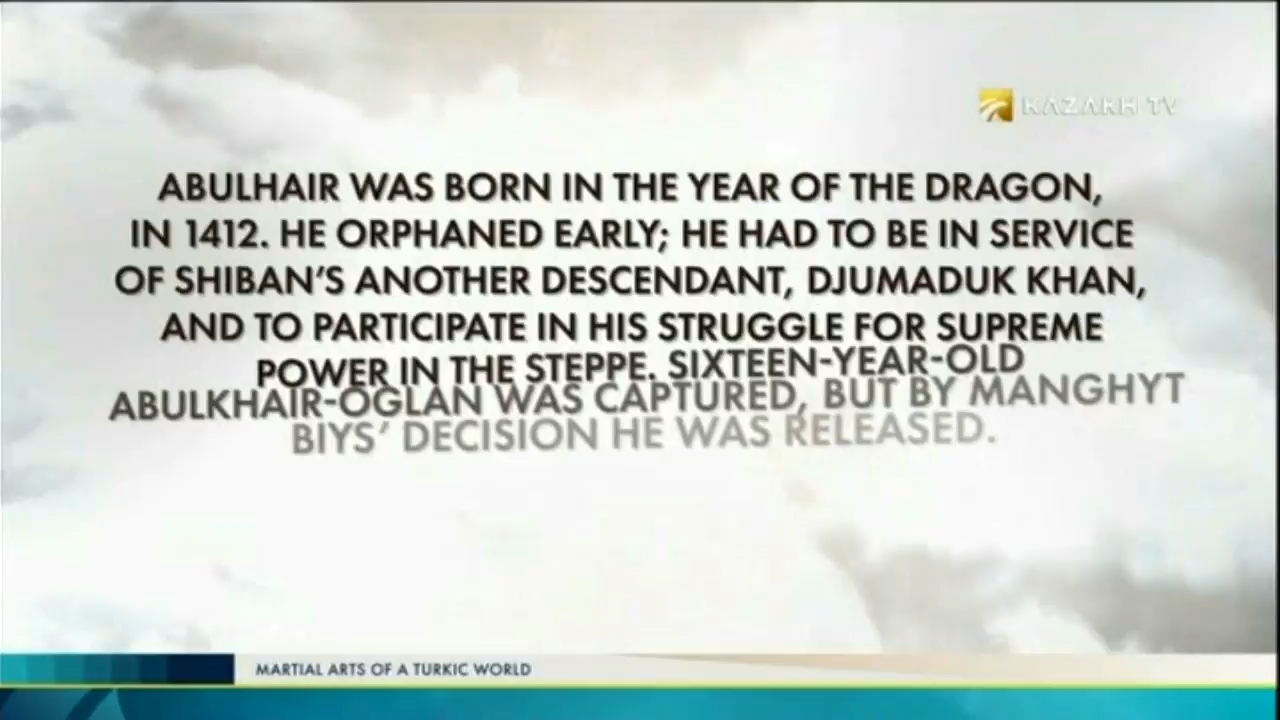 KAZAKH TV
ABULHAIR WAS BORN IN THE YEAR OF THE DRAGON,
IN 1412. HE ORPHANED EARLY; HE HAD TO BE IN SERVICE
OF SHIBAN'S ANOTHER DESCENDANT, DJUMADUK KHAN,
AND TO PARTICIPATE IN HIS STRUGGLE FOR SUPREME
POWER IN THE STEPPE. SIXTEEN-YEAR-OLD
ABULKHAIR-OGLAN WAS CAPTURED, BUT BY MANGHYT
BIYS' DECISION HE WAS RELEASED.
MARTIAL ARTS OF A TURKIC WORLD